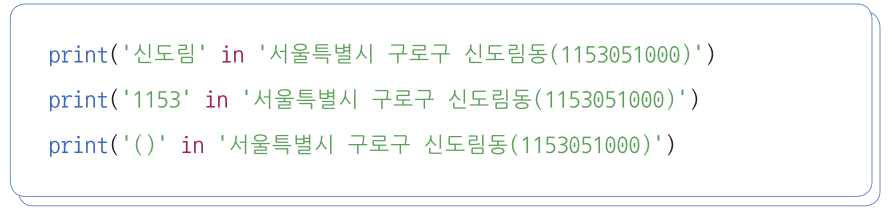 print('신도림' in '서울특별시 구로구 신도림동(1153051000)')
print('1153' in '서울특별시 구로구 신도림동(1153051000)')
print('()' in '서울특별시 구로구 신도림동(1153051000)')